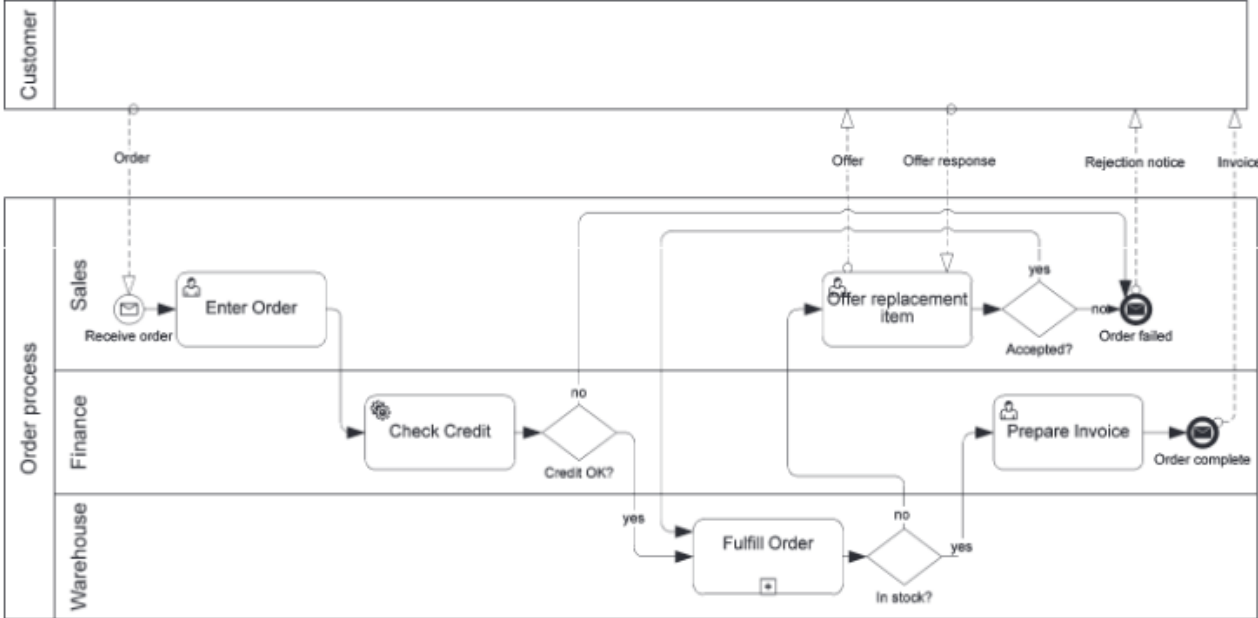 Customer
Order
Offer
Offer response
Rejection notice
Invoice
Order process
Sales
Receive order
Enter Order
Offer replacement
item
yes
Accepted?
no
Order failed
Finance
Check Credit
no
Credit OK?
Prepare Invoice
Order complete
Warehouse
yes
Fulfill Order
no
yes
In stock?